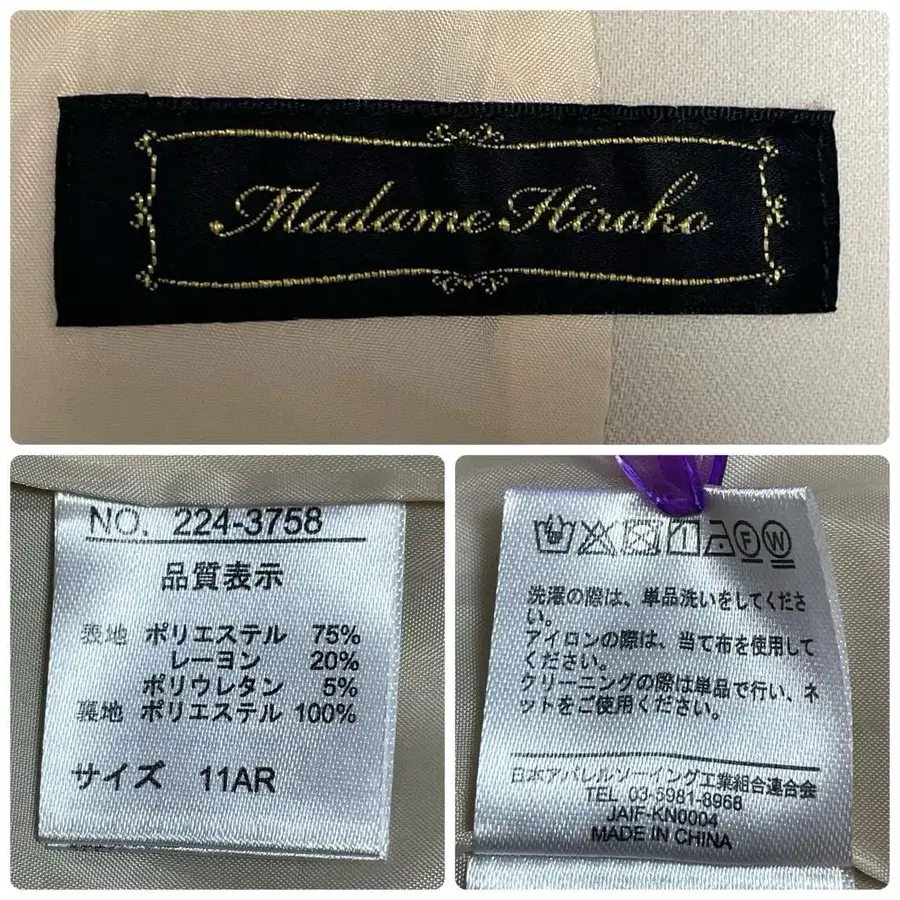 Madame Hiroko
NO. 224-3758
品質表示
表地 ポリエステル 75%
レーヨン 20%
ポリウレタン 5%
裏地 ポリエステル 100%
サイズ 11AR
F W
洗濯の際は、単品洗いをしてくださ
い。
アイロンの際は、当て布を使用して
ください。
クリーニングの際は単品で行い、ネ
ットをご使用ください。
日本アパレルソーイング工業組合連合会
TEL 03-5981-8968
JAIF-KN0004
MADE IN CHINA